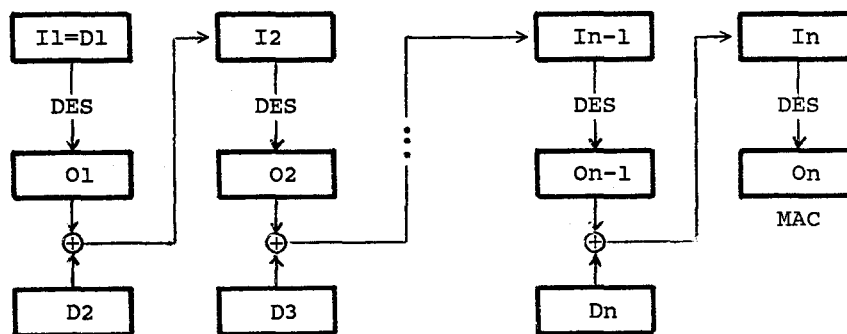 I1=D1 I2 In-1 In
DES DES DES DES
O1 O2 On-1 On
MAC
D2 D3 Dn